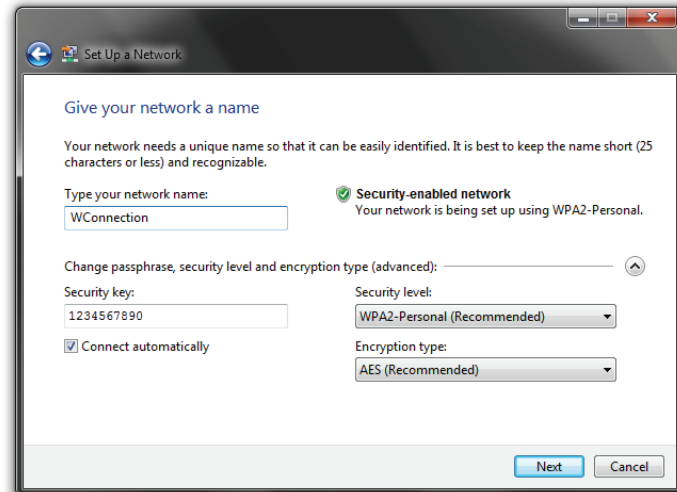 Set Up a Network
Give your network a name
Your network needs a unique name so that it can be easily identified. It is best to keep the name short (25
characters or less) and recognizable.
Type your network name:
WConnection
Security-enabled network
Your network is being set up using WPA2-Personal.
Change passphrase, security level and encryption type (advanced):
Security key:
1234567890
Connect automatically
Security level:
WPA2-Personal (Recommended)
Encryption type:
AES (Recommended)
Next
Cancel